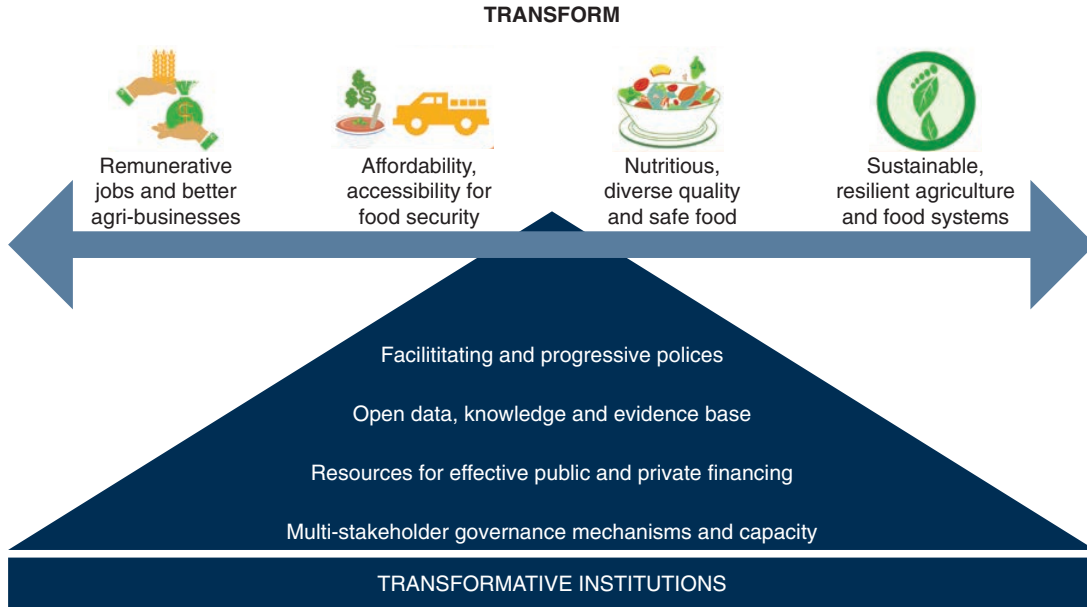 TRANSFORM
Remunerative
jobs and better
agri-businesses
Affordability,
accessibility for
food security
Nutritious,
diverse quality
and safe food
Sustainable,
resilient agriculture
and food systems
Facilititating and progressive polices
Open data, knowledge and evidence base
Resources for effective public and private financing
Multi-stakeholder governance mechanisms and capacity
TRANSFORMATIVE INSTITUTIONS